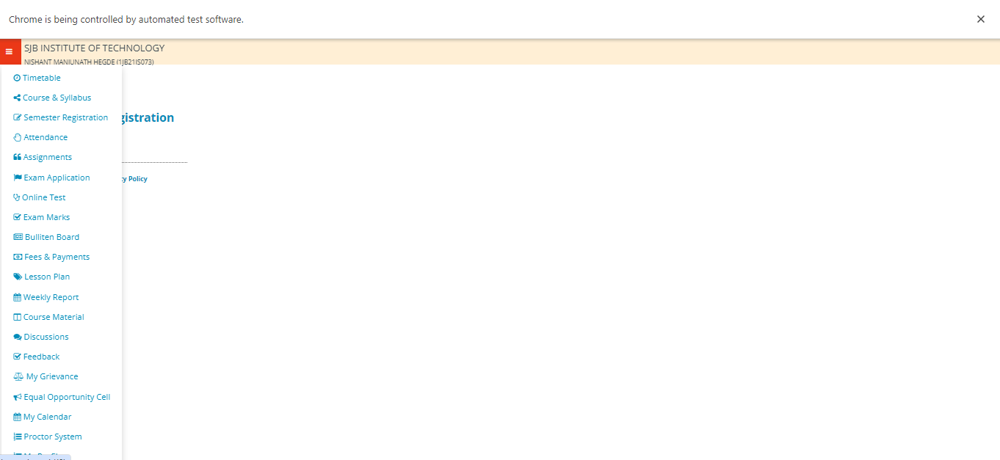 Chrome is being controlled by automated test software.
SJB INSTITUTE OF TECHNOLOGY
NISHANT MANJUNATH HEGDE (1JB21IS073)
Timetable
Course & Syllabus
Semester Registration
gistration
Attendance
Assignments
Exam Application
cy Policy
Online Test
Exam Marks
Bulliten Board
Fees & Payments
Lesson Plan
Weekly Report
Course Material
Discussions
Feedback
My Grievance
Equal Opportunity Cell
My Calendar
Proctor System